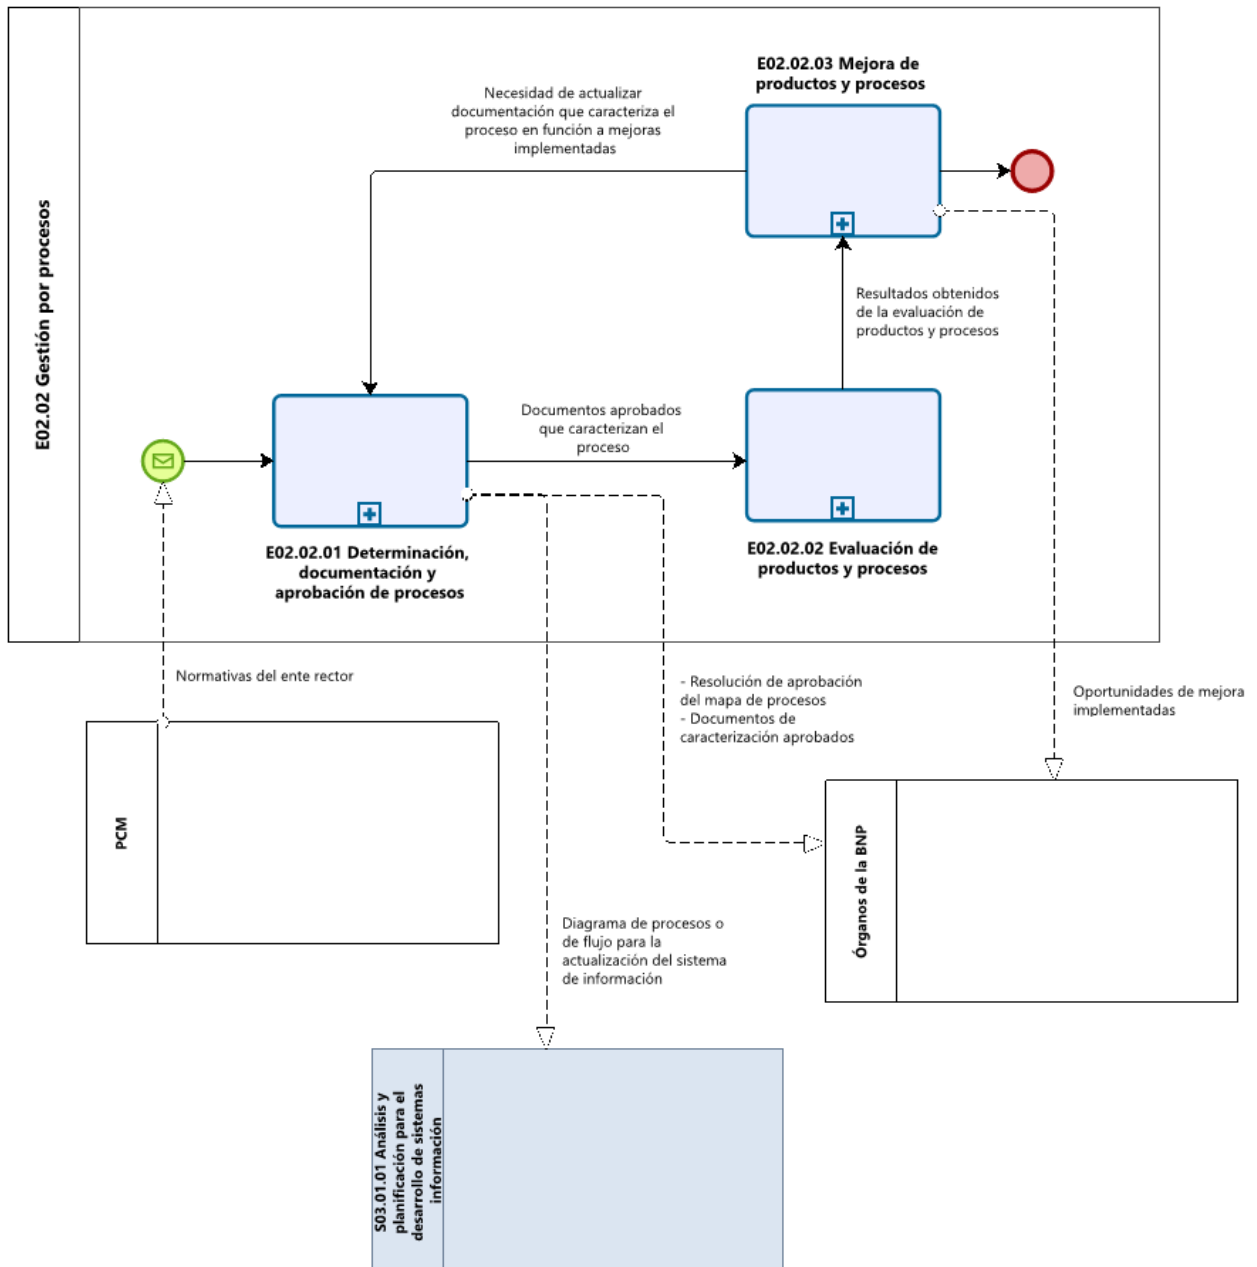 E02.02 Gestión por procesos
E02.02.03 Mejora de
productos y procesos
Necesidad de actualizar
documentación que caracteriza el
proceso en función a mejoras
implementadas
Resultados obtenidos
de la evaluación de
productos y procesos
Documentos aprobados
que caracterizan el
proceso
E02.02.01 Determinación,
documentación y
aprobación de procesos
E02.02.02 Evaluación de
productos y procesos
Normativas del ente rector
- Resolución de aprobación
del mapa de procesos
- Documentos de
caracterización aprobados
Oportunidades de mejora
implementadas
PCM
Órganos de la BNP
Diagrama de procesos o
de flujo para la
actualización del sistema
de información
S03.01.01 Análisis y
planificación para el
desarrollo de sistemas
información